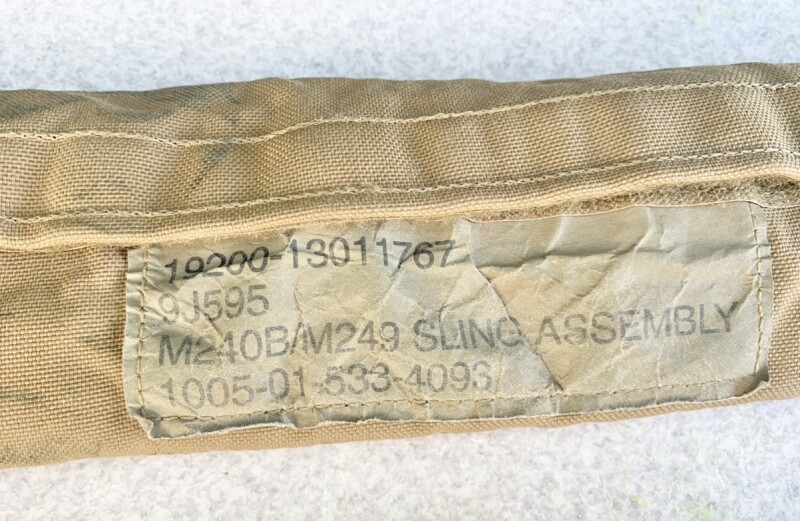 19200-13011767
9J595
M240B/M249 SLING ASSEMBLY
1005-01-533-4093